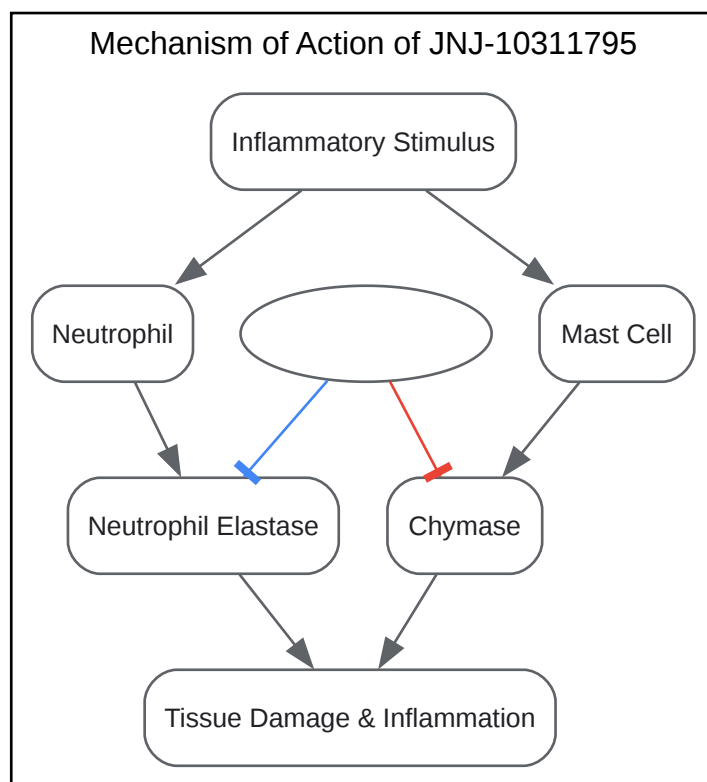 Mechanism of Action of JNJ-10311795
Inflammatory Stimulus
Neutrophil
Mast Cell
Neutrophil Elastase
Chymase
Tissue Damage & Inflammation